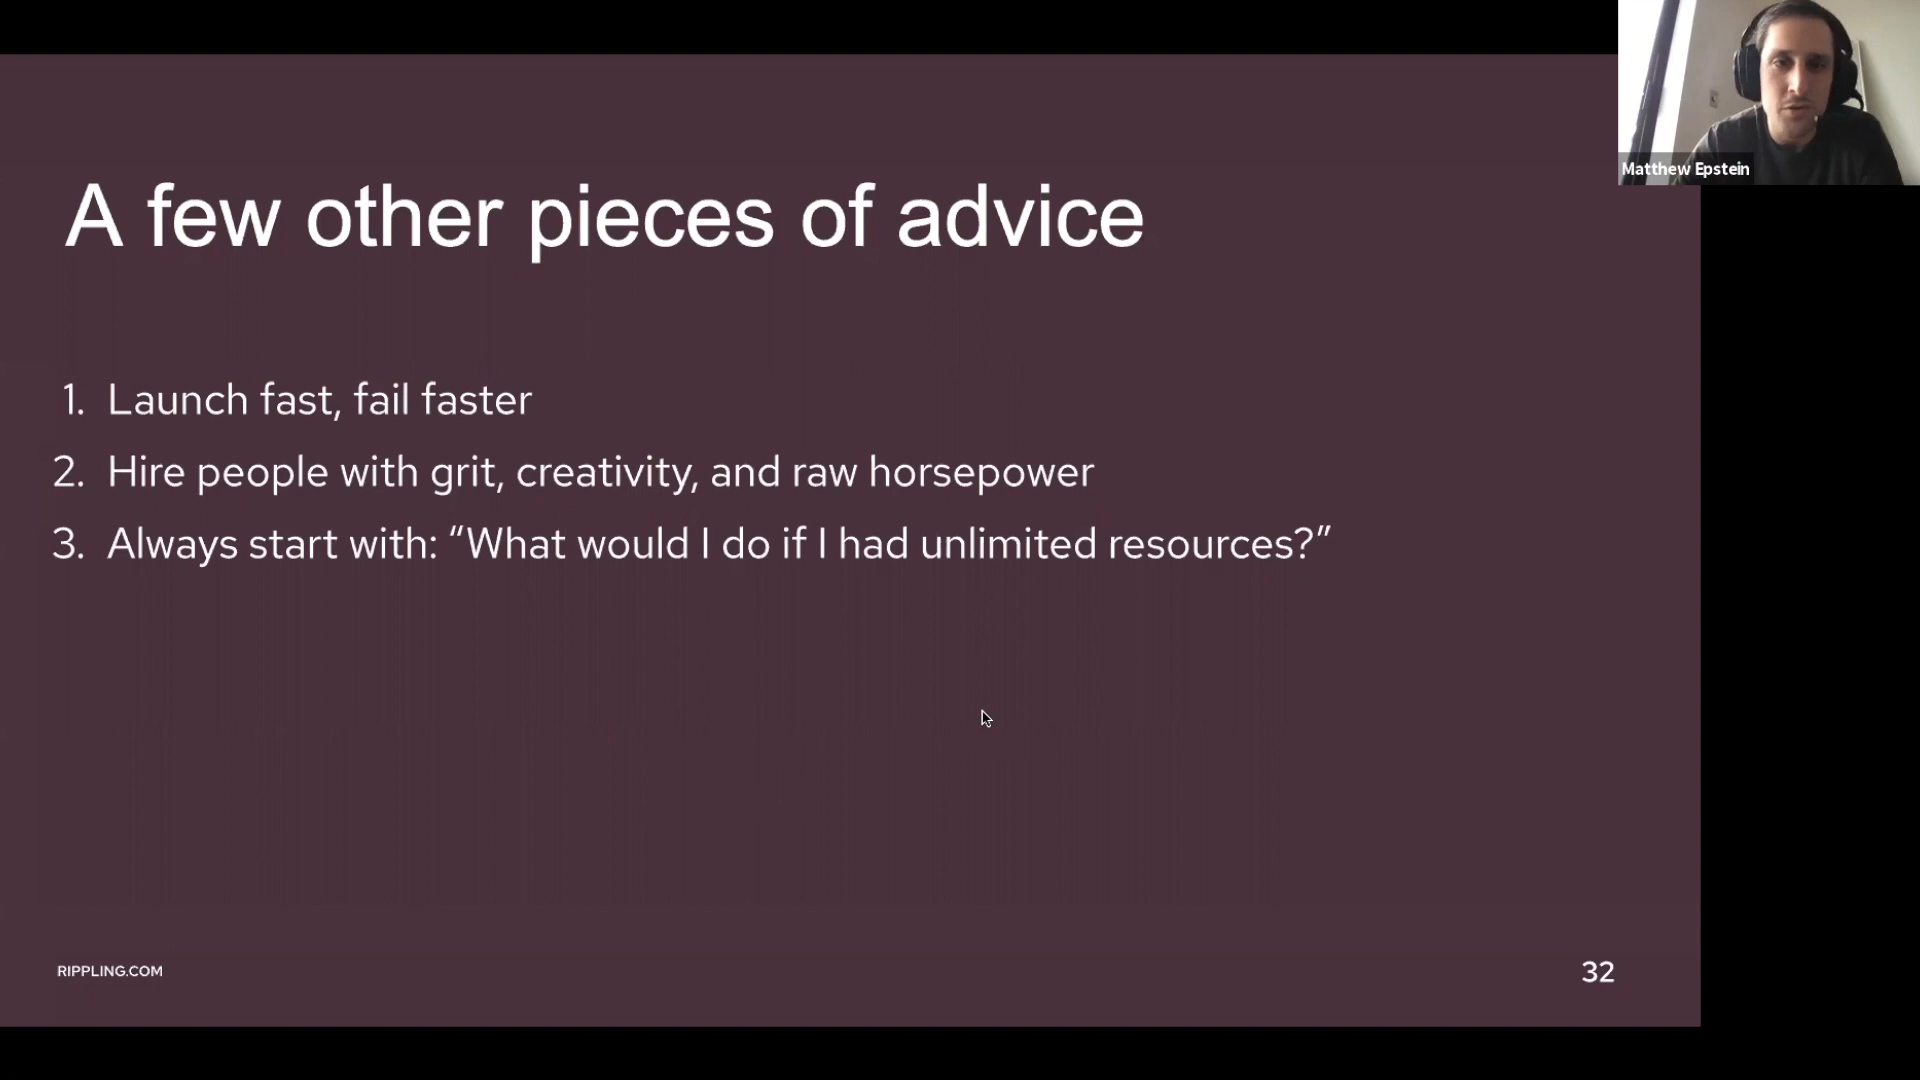 Matthew Epstein
A few other pieces of advice
1. Launch fast, fail faster
2. Hire people with grit, creativity, and raw horsepower
3. Always start with: “What would I do if I had unlimited resources?”
RIPPLING.COM
32